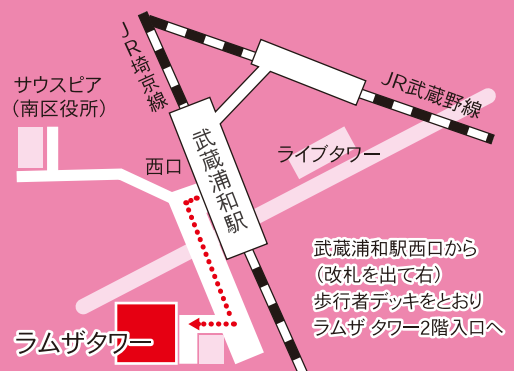 JR埼京線
JR武蔵野線
サウスピア
（南区役所）
西口
武蔵浦和駅
ライブタワー
武蔵浦和駅西口から
（改札を出て右）
歩行者デッキをとおり
ラムザ タワー2階入口へ
ラムザタワー